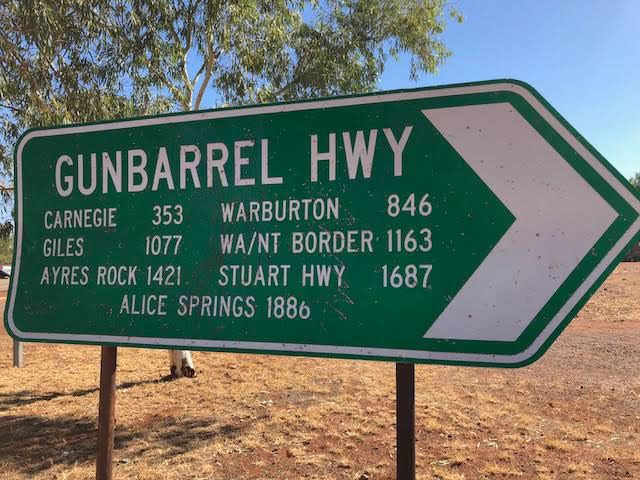 GUNBARREL HWY
CARNEGIE 353 WARBURTON 846
GILES 1077 WA/NT BORDER 1163
AYRES ROCK 1421 STUART HWY 1687
ALICE SPRINGS 1886